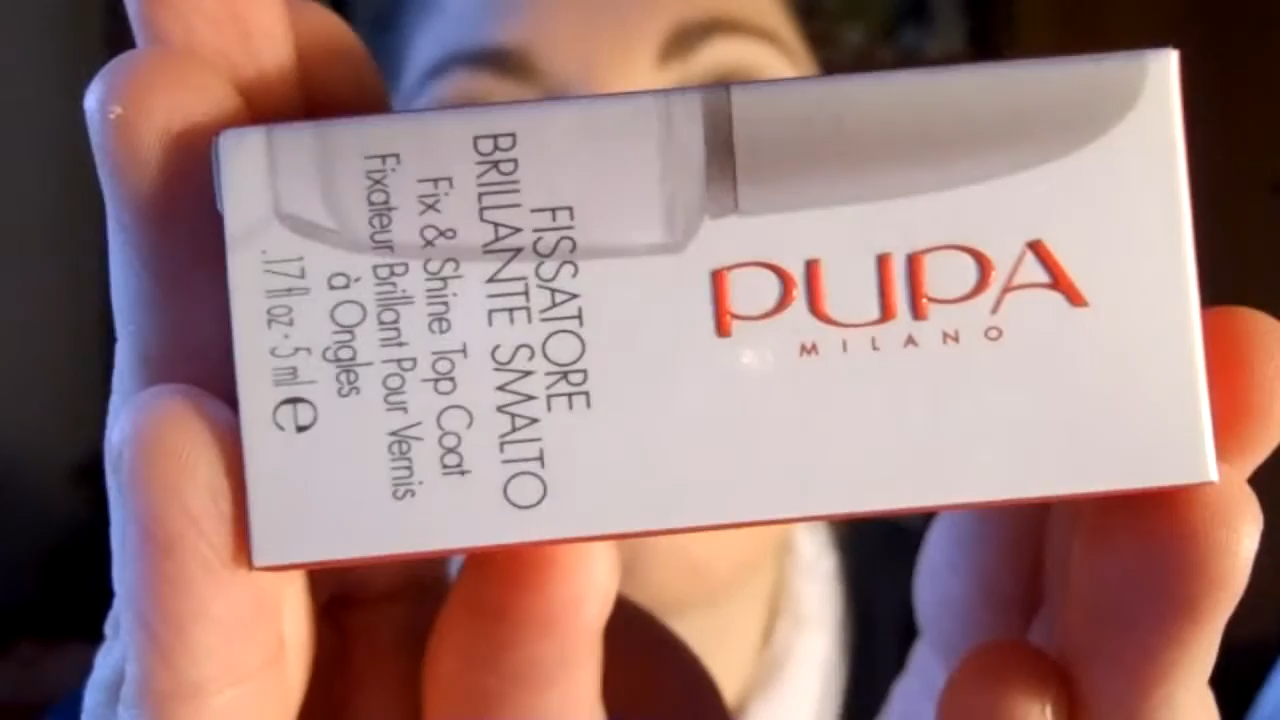 PUPA
MILANO
FISSATORE
BRILLANTE SMALTO
Fix & Shine Top Coat
Fixateur Brillant Pour Vernis
à Ongles
.17 fl oz · 5 ml e